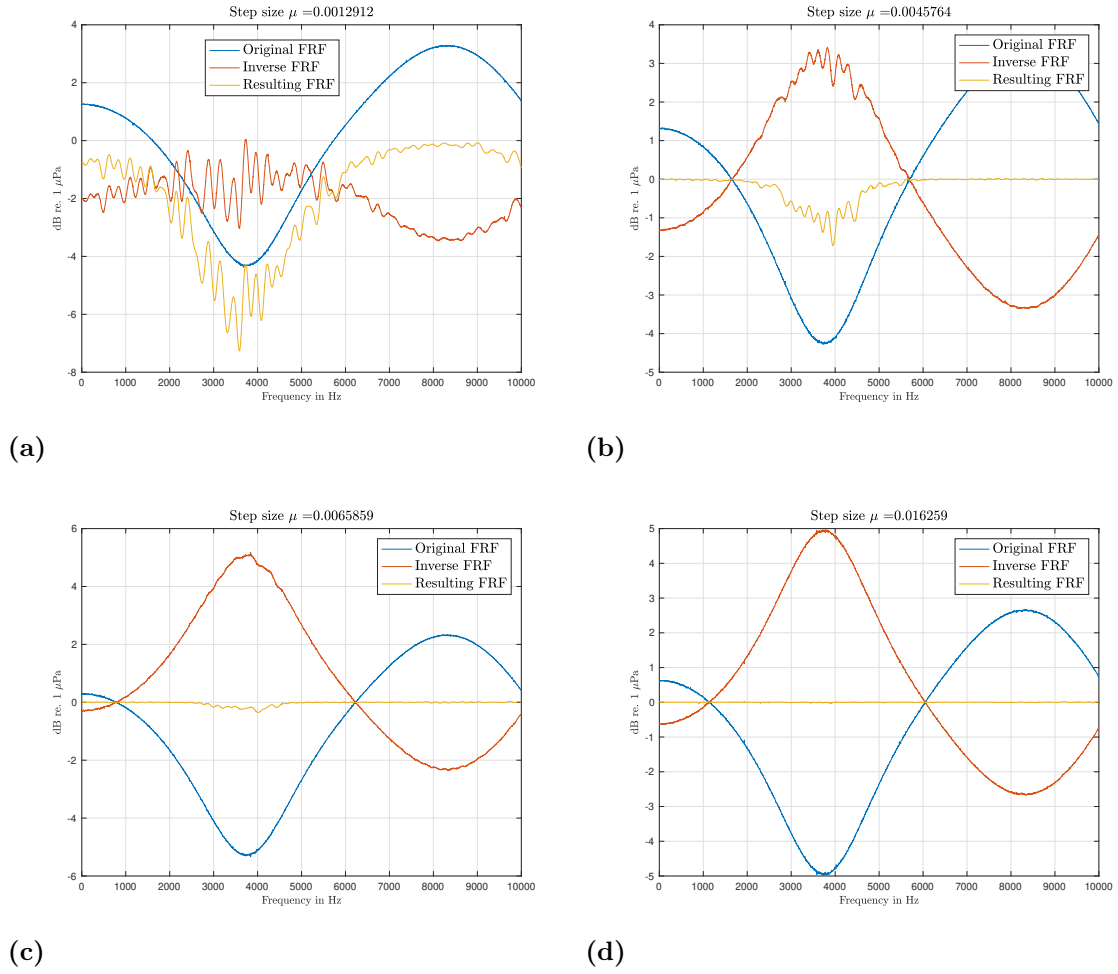 Step size μ =0.0012912
4
2
0
-2
-4
-6
-8
dB re. 1 μPa
Original FRF
Inverse FRF
Resulting FRF
0 1000 2000 3000 4000 5000 6000 7000 8000 9000 10000
Frequency in Hz
(a)
Step size μ =0.0045764
4
3
2
1
0
-1
-2
-3
-4
-5
dB re. 1 μPa
Original FRF
Inverse FRF
Resulting FRF
0 1000 2000 3000 4000 5000 6000 7000 8000 9000 10000
Frequency in Hz
(b)
Step size μ =0.0065859
6
4
2
0
-2
-4
-6
dB re. 1 μPa
Original FRF
Inverse FRF
Resulting FRF
0 1000 2000 3000 4000 5000 6000 7000 8000 9000 10000
Frequency in Hz
(c)
Step size μ =0.016259
5
4
3
2
1
0
-1
-2
-3
-4
-5
dB re. 1 μPa
Original FRF
Inverse FRF
Resulting FRF
0 1000 2000 3000 4000 5000 6000 7000 8000 9000 10000
Frequency in Hz
(d)